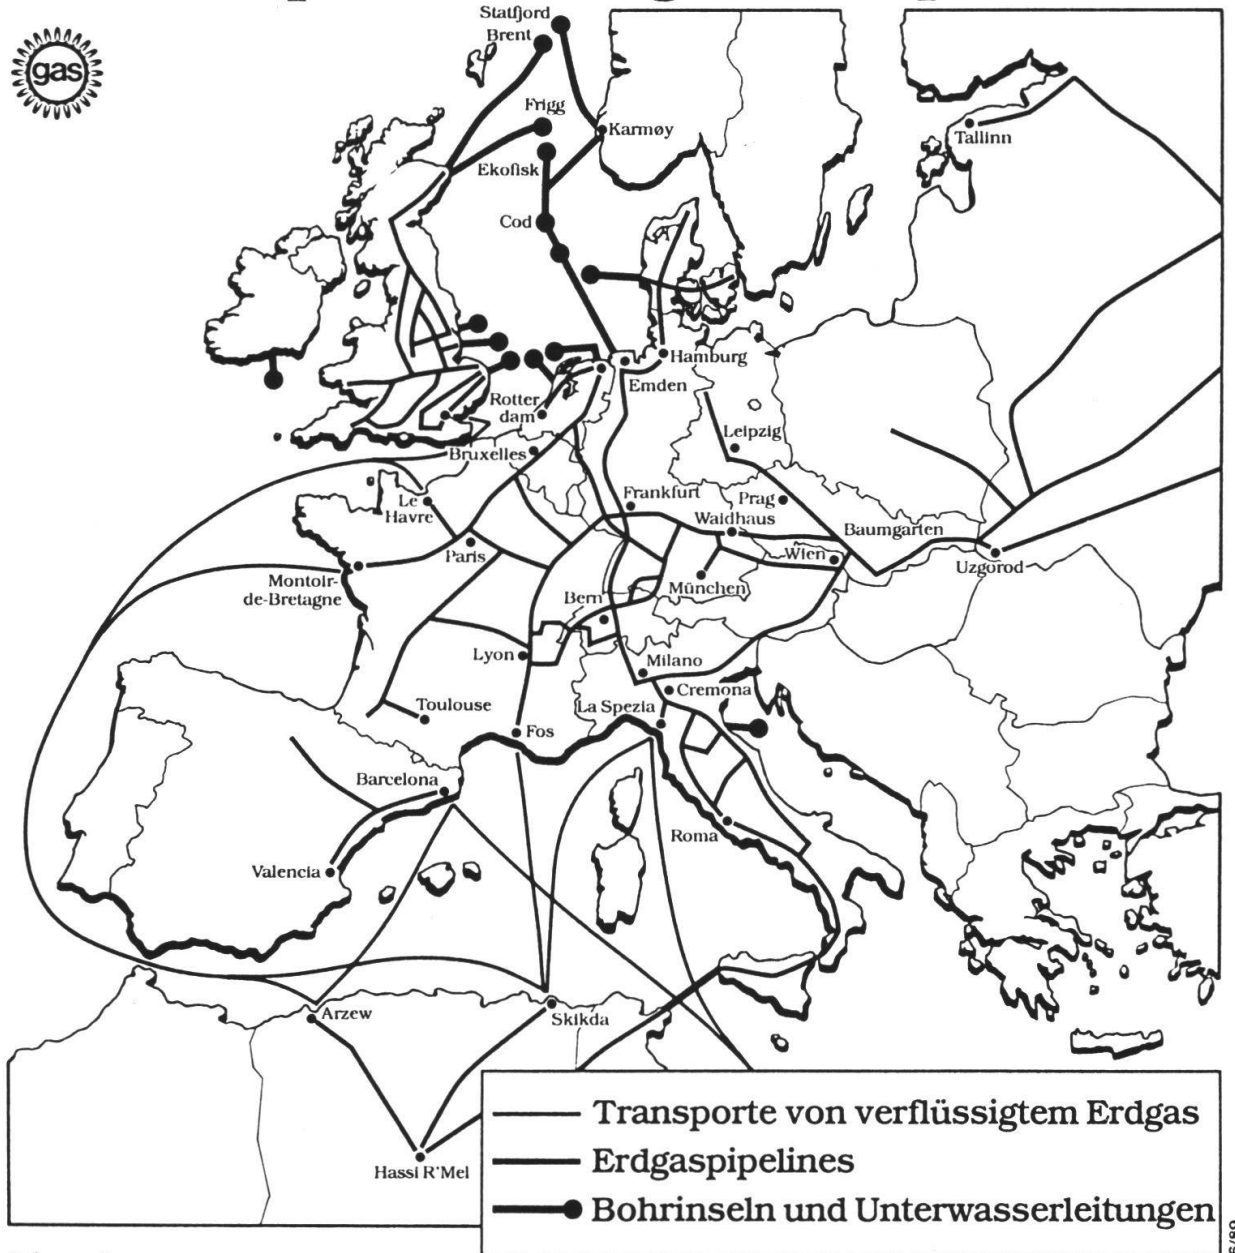 gas
Statfjord
Brent
Frigg
Karmøy
Tallinn
Ekofisk
Cod
Hamburg
Emden
Rotter
dam
Leipzig
Bruxelles
Le
Havre
Frankfurt
Prag
Waidhaus
Baumgarten
Paris
Wien
Uzgorod
Montoir-
de-Bretagne
München
Bern
Lyon
Milano
Cremona
Toulouse
La Spezia
Fos
Barcelona
Roma
Valencia
Arzew
Skikda
Hassi R'Mel
Transporte von verflüssigtem Erdgas
Erdgaspipelines
Bohrinseln und Unterwasserleitungen